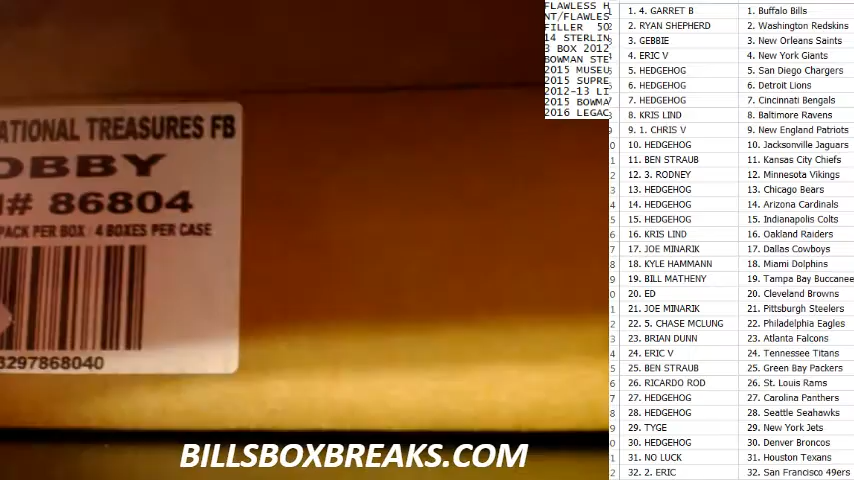 ATIONAL TREASURES FB
OBBY
# 86804
PACK PER BOX 4 BOXES PER CASE
3297868040
BILLSBOXBREAKS.COM
FLAWLESS H
NT/FLAWLES
FILLER 50
14 STERLIN
3 BOX 2012
BOWMAN STE
2015 MUSEU
2015 SUPRE
2012-13 LI
2015 BOWMA
2016 LEGAC
1. 4. GARRET B 1. Buffalo Bills
2. RYAN SHEPHERD 2. Washington Redskins
3. GEBBIE 3. New Orleans Saints
4. ERIC V 4. New York Giants
5. HEDGEHOG 5. San Diego Chargers
6. HEDGEHOG 6. Detroit Lions
7. HEDGEHOG 7. Cincinnati Bengals
8. KRIS LIND 8. Baltimore Ravens
9. 1. CHRIS V 9. New England Patriots
10. HEDGEHOG 10. Jacksonville Jaguars
11. BEN STRAUB 11. Kansas City Chiefs
12. 3. RODNEY 12. Minnesota Vikings
13. HEDGEHOG 13. Chicago Bears
14. HEDGEHOG 14. Arizona Cardinals
15. HEDGEHOG 15. Indianapolis Colts
16. KRIS LIND 16. Oakland Raiders
17. JOE MINARIK 17. Dallas Cowboys
18. KYLE HAMMANN 18. Miami Dolphins
19. BILL MATHENY 19. Tampa Bay Buccanee
20. ED 20. Cleveland Browns
21. JOE MINARIK 21. Pittsburgh Steelers
22. 5. CHASE MCLUNG 22. Philadelphia Eagles
23. BRIAN DUNN 23. Atlanta Falcons
24. ERIC V 24. Tennessee Titans
25. BEN STRAUB 25. Green Bay Packers
26. RICARDO ROD 26. St. Louis Rams
27. HEDGEHOG 27. Carolina Panthers
28. HEDGEHOG 28. Seattle Seahawks
29. TYGE 29. New York Jets
30. HEDGEHOG 30. Denver Broncos
31. NO LUCK 31. Houston Texans
32. 2. ERIC 32. San Francisco 49ers